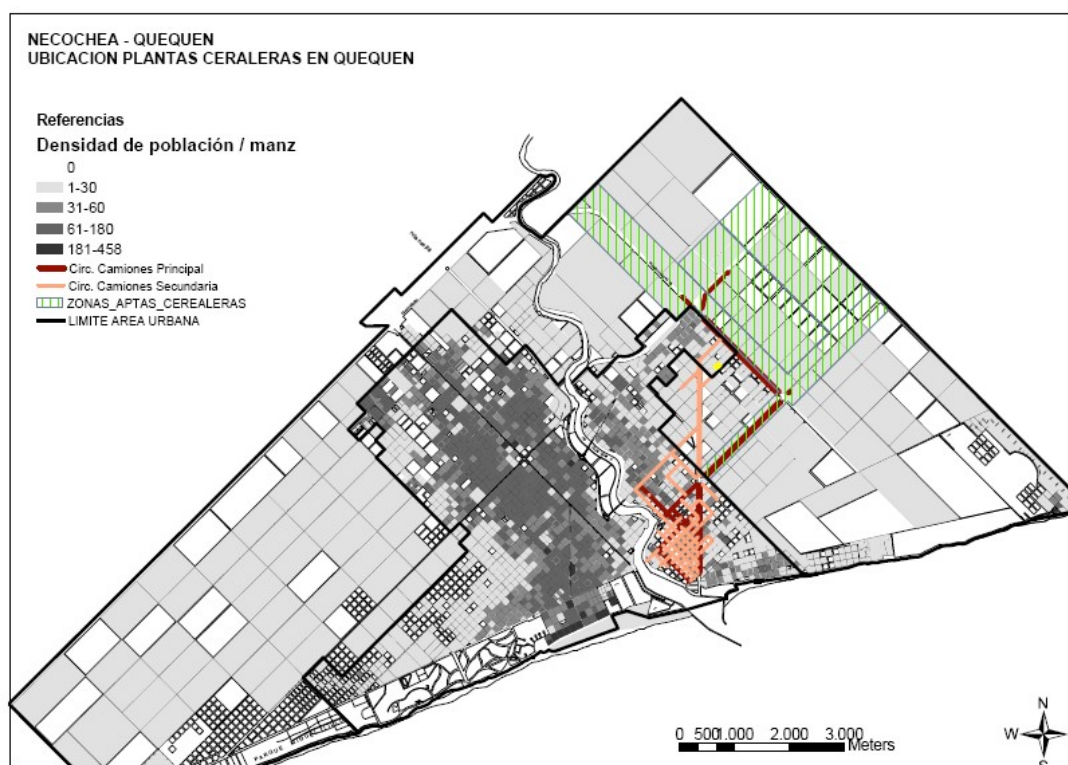 NECOCHEA - QUEQUEN
UBICACION PLANTAS CERALERAS EN QUEQUEN
Referencias
Densidad de población / manz
0
1-30
31-60
61-180
181-458
Circ. Camiones Principal
Circ. Camiones Secundaria
ZONAS_APTAS_CEREALERAS
LIMITE AREA URBANA
PARQUE
N
W
E
S
0 500 1.000 2.000 3.000
Meters